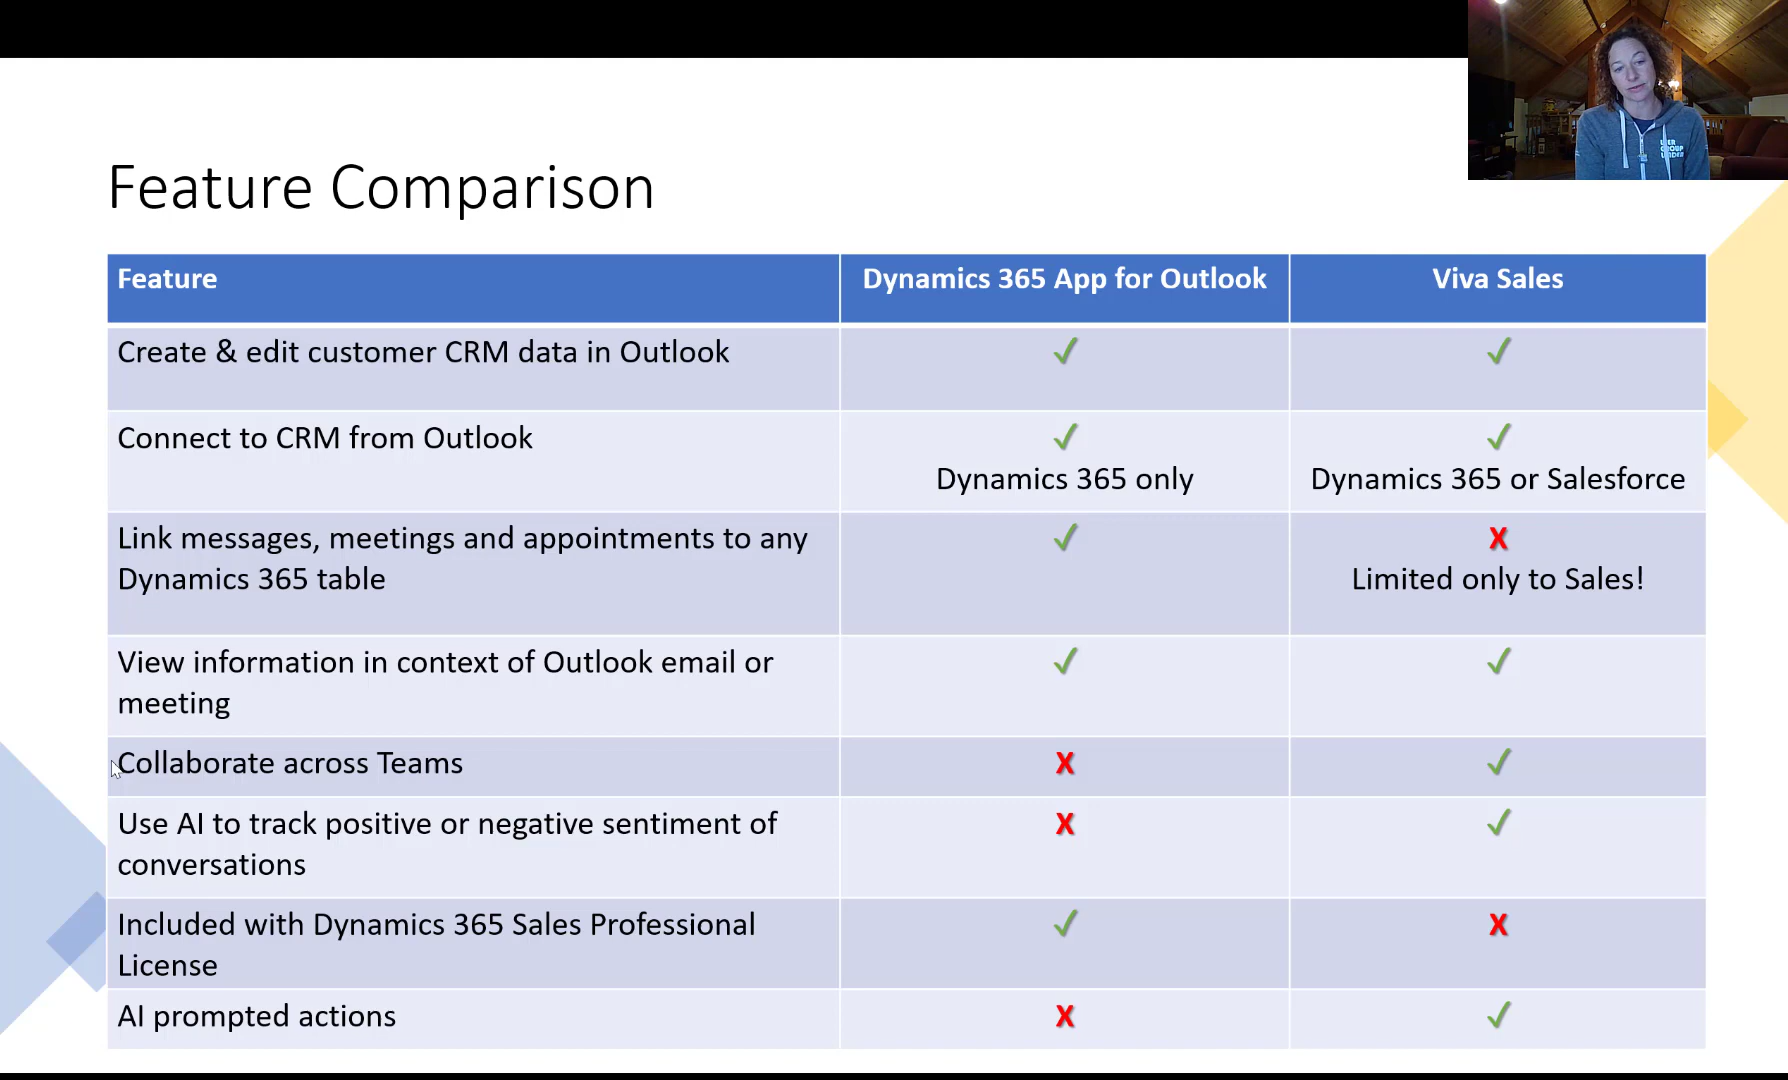 USER
GROUP
LEADER
Feature Comparison
Feature Dynamics 365 App for Outlook Viva Sales
Create & edit customer CRM data in Outlook ✓ ✓
Connect to CRM from Outlook ✓ ✓
Dynamics 365 only Dynamics 365 or Salesforce
Link messages, meetings and appointments to any ✓ X
Dynamics 365 table Limited only to Sales!
View information in context of Outlook email or ✓ ✓
meeting
Collaborate across Teams X ✓
Use AI to track positive or negative sentiment of X ✓
conversations
Included with Dynamics 365 Sales Professional ✓ X
License
AI prompted actions X ✓